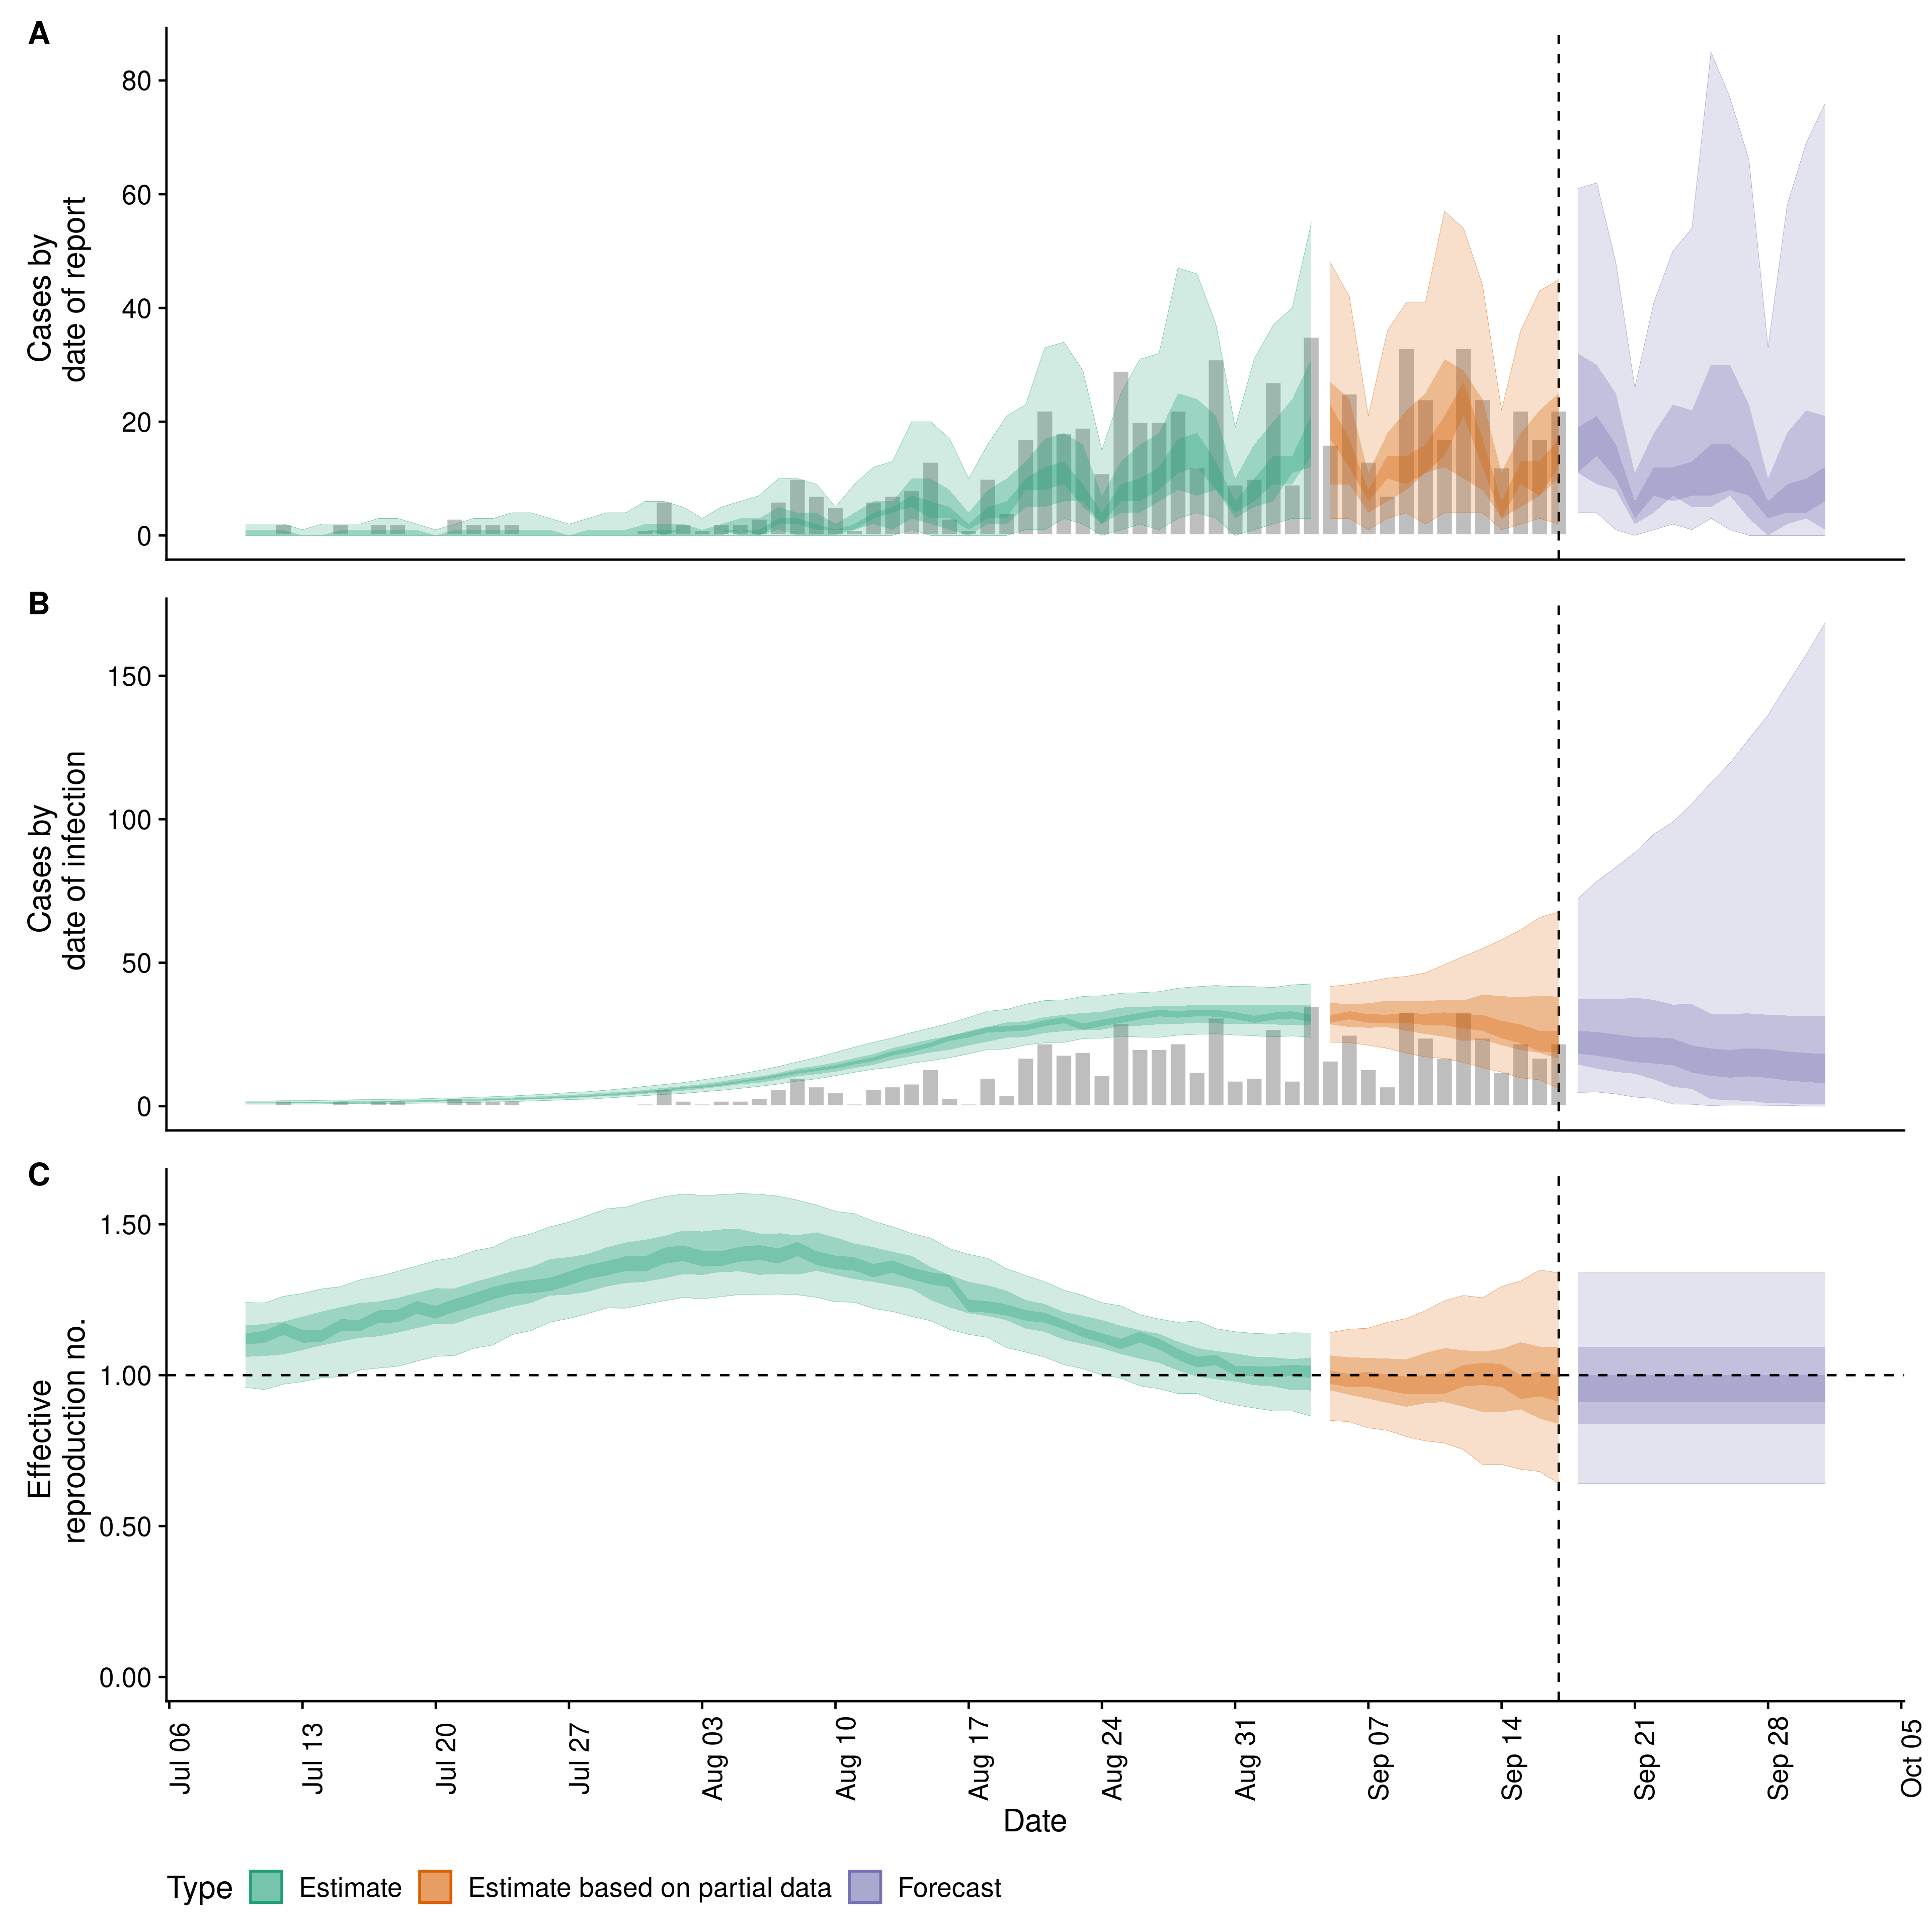 A
Cases by
date of report
80
60
40
20
0
B
Cases by
date of infection
150
100
50
0
C
Effective
reproduction no.
1.50
1.00
0.50
0.00
Jul 06
Jul 13
Jul 20
Jul 27
Aug 03
Aug 10
Aug 17
Aug 24
Aug 31
Sep 07
Sep 14
Sep 21
Sep 28
Oct 05
Date
Type Estimate Estimate based on partial data Forecast